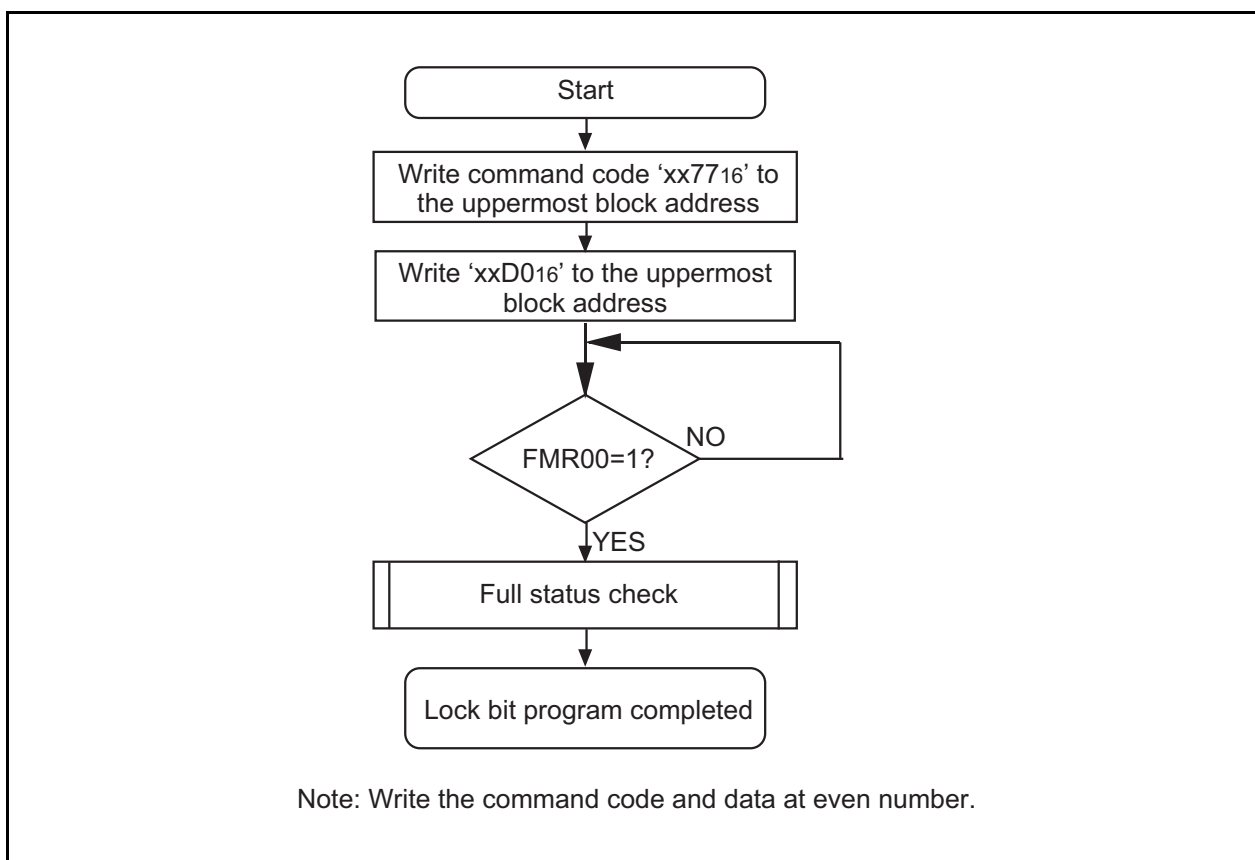 Start
Write command code ‘xx7716’ to
the uppermost block address
Write ‘xxD016’ to the uppermost
block address
FMR00=1?
NO
YES
Full status check
Lock bit program completed
Note: Write the command code and data at even number.